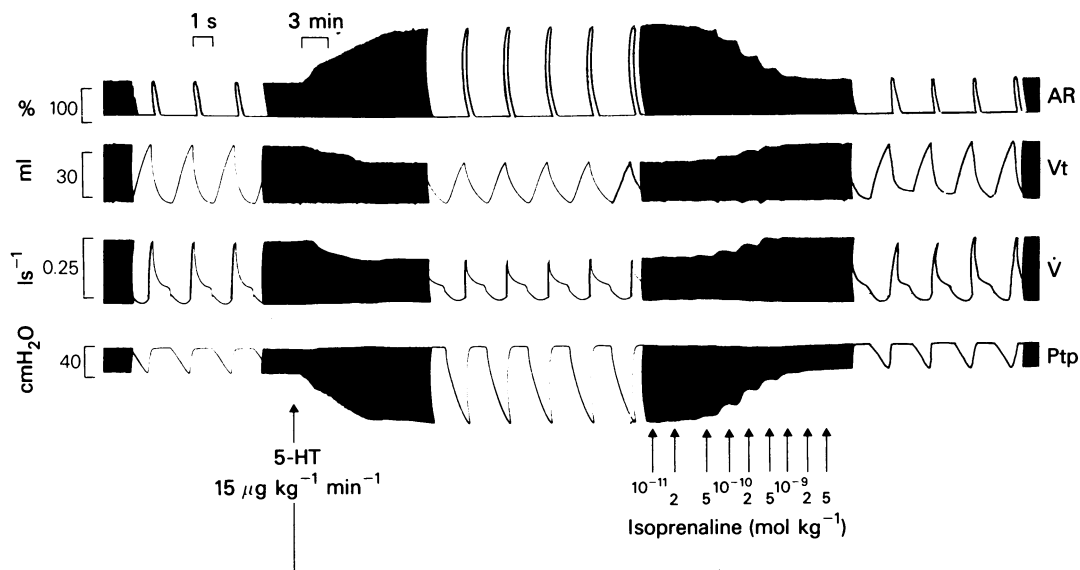 1 s 3 min
% 100 AR
ml 30 Vt
ls⁻¹ 0.25 V̇
cmH₂O 40 Ptp
5-HT
15 μg kg⁻¹ min⁻¹
10⁻¹¹ 2 5 10⁻¹⁰ 2 5 10⁻⁹ 2 5
Isoprenaline (mol kg⁻¹)